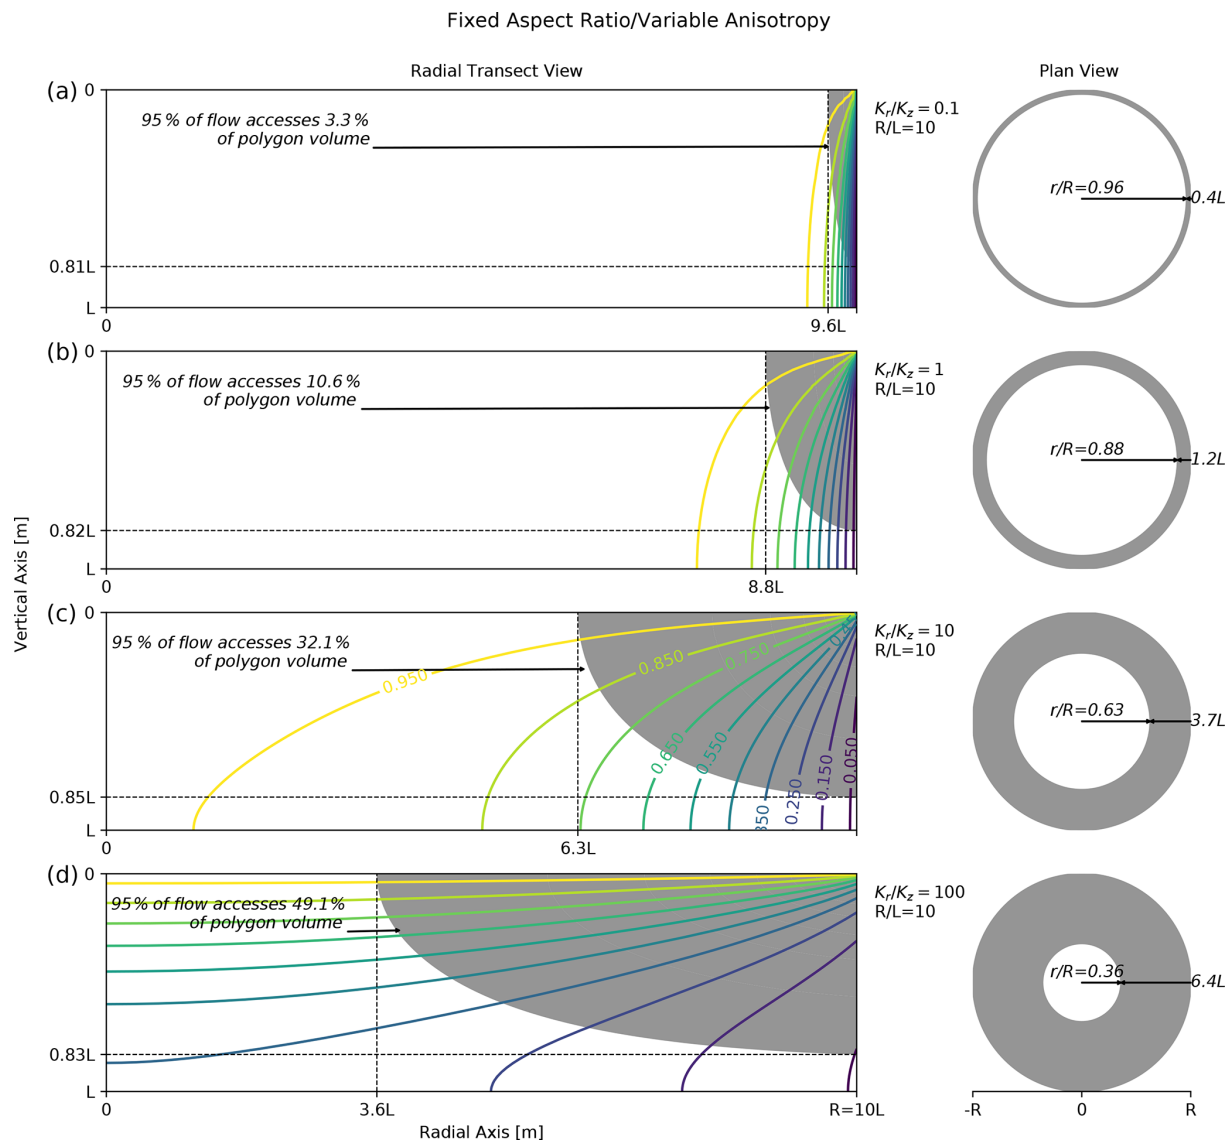 Fixed Aspect Ratio/Variable Anisotropy
Radial Transect View
Plan View
Vertical Axis [m]
(a)
0
95 % of flow accesses 3.3 %
of polygon volume
K_r/K_z = 0.1
R/L=10
r/R=0.96
0.4L
0.81L
L
0
9.6L
(b)
0
95 % of flow accesses 10.6 %
of polygon volume
K_r/K_z = 1
R/L=10
r/R=0.88
1.2L
0.82L
L
0
8.8L
(c)
0
95 % of flow accesses 32.1%
of polygon volume
K_r/K_z = 10
R/L=10
0.950
0.850
0.750
0.650
0.550
0.45
350
0.250
0.150
0.050
r/R=0.63
3.7L
0.85L
L
0
6.3L
(d)
0
95% of flow accesses 49.1%
of polygon volume
K_r/K_z = 100
R/L=10
r/R=0.36
6.4L
0.83L
L
0
3.6L
R=10L
-R
0
R
Radial Axis [m]